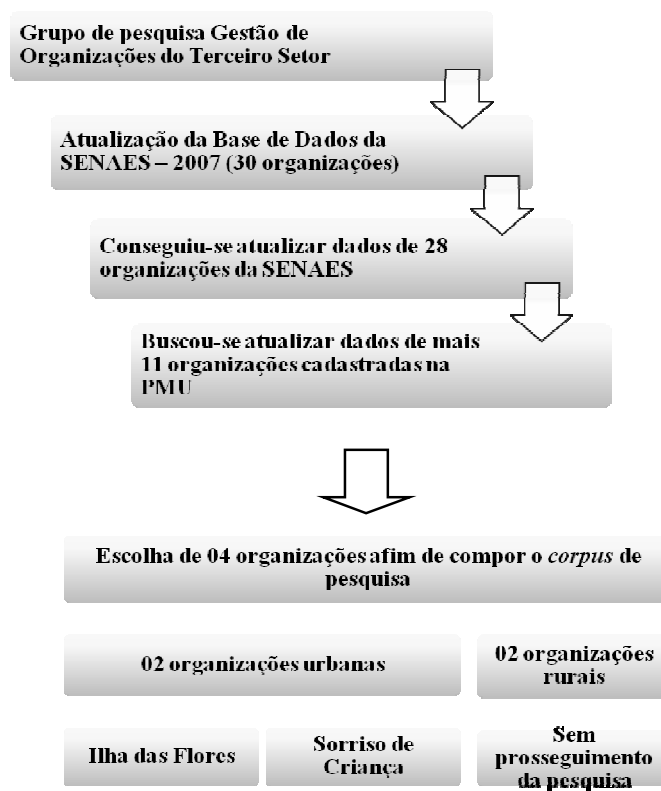 Grupo de pesquisa Gestão de
Organizações do Terceiro Setor
Atualização da Base de Dados da
SENAES – 2007 (30 organizações)
Conseguiu-se atualizar dados de 28
organizações da SENAES
Buscou-se atualizar dados de mais
11 organizações cadastradas na
PMU
Escolha de 04 organizações afim de compor o corpus de
pesquisa
02 organizações urbanas
02 organizações
rurais
Ilha das Flores
Sorriso de
Criança
Sem
prosseguimento
da pesquisa